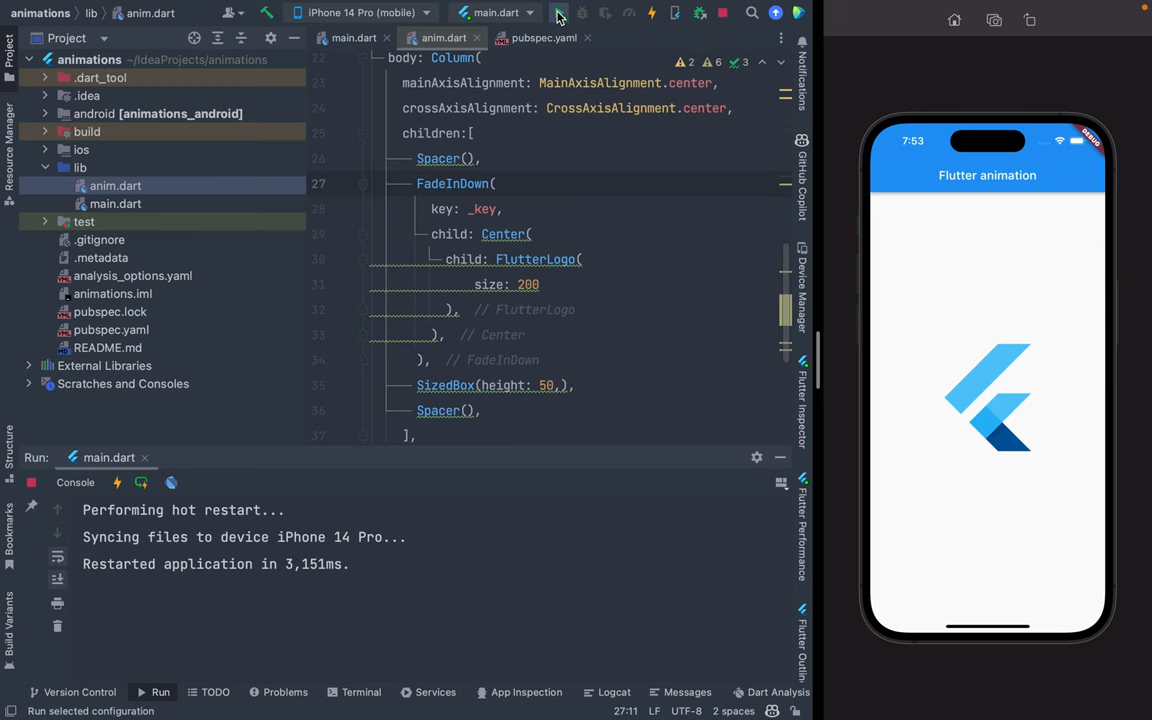 animations
lib
anim.dart
iPhone 14 Pro (mobile)
main.dart
Project
main.dart
anim.dart
pubspec.yaml
animations ~/IdeaProjects/animations
.dart_tool
.idea
android [animations_android]
build
ios
lib
anim.dart
main.dart
test
.gitignore
.metadata
analysis_options.yaml
animations.iml
pubspec.lock
pubspec.yaml
README.md
External Libraries
Scratches and Consoles
22 body: Column(
23 mainAxisAlignment: MainAxisAlignment.center,
24 crossAxisAlignment: CrossAxisAlignment.center,
25 children:[
26 Spacer(),
27 FadeInDown(
28 key: _key,
29 child: Center(
30 child: FlutterLogo(
31 size: 200
32 ), // FlutterLogo
33 ), // Center
34 ), // FadeInDown
35 SizedBox(height: 50,),
36 Spacer(),
37 ],
2 6 3
Project
Resource Manager
Structure
Bookmarks
Build Variants
Notifications
GitHub Copilot
Device Manager
Flutter Inspector
Flutter Performance
Flutter Outlin
Run: main.dart
Console
Performing hot restart...
Syncing files to device iPhone 14 Pro...
Restarted application in 3,151ms.
Version Control
Run
TODO
Problems
Terminal
Services
App Inspection
Logcat
Messages
Dart Analysis
Run selected configuration
27:11 LF UTF-8 2 spaces
7:53
DEBUG
Flutter animation